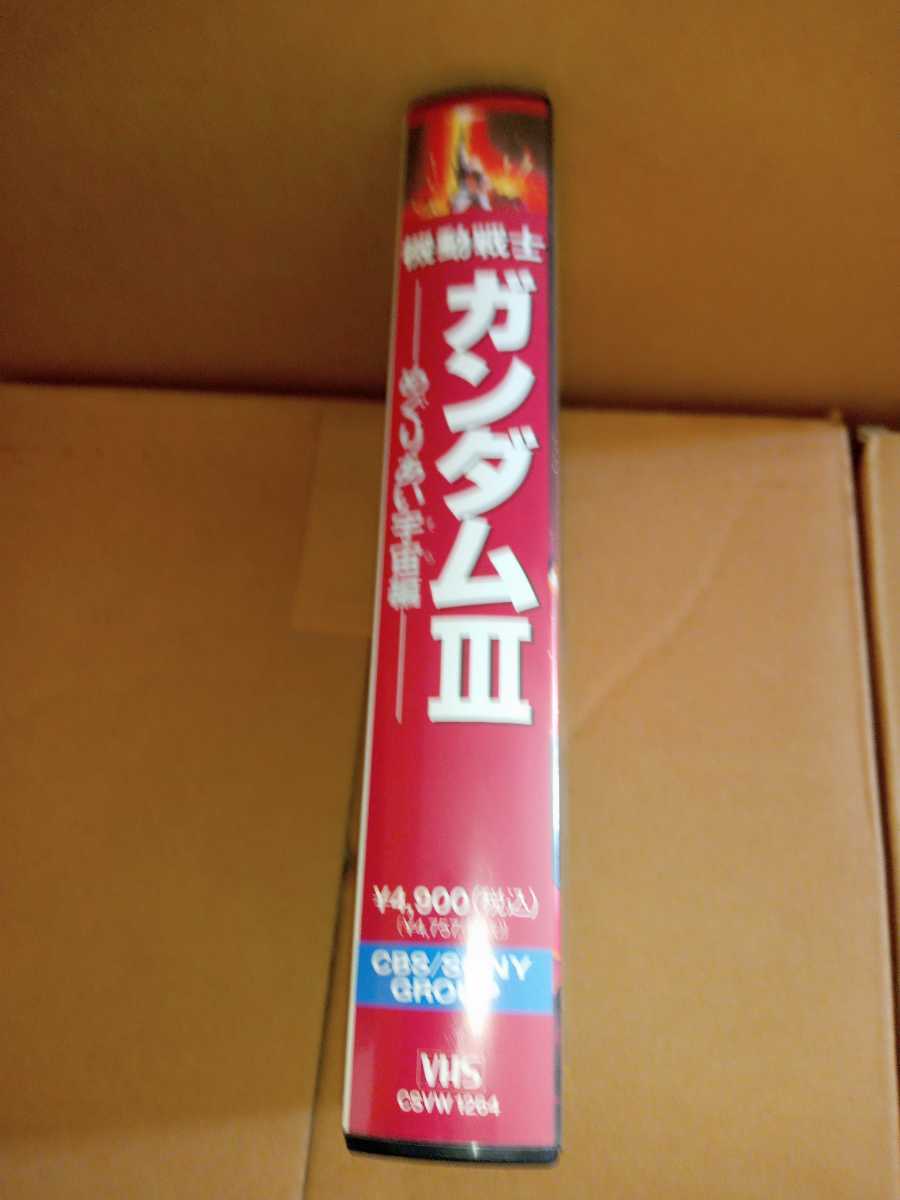 機動戦士
ガンダムIII
めぐりあい宇宙編
¥4,900(税込)
CBS/SONY
GROUP
VHS
CSVW 1264